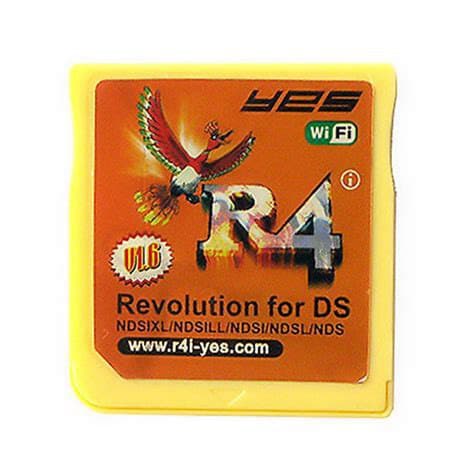 YES
WiFi
i
R4
V1.6
Revolution for DS
NDSIXL/NDSILL/NDSI/NDSL/NDS
www.r4i-yes.com